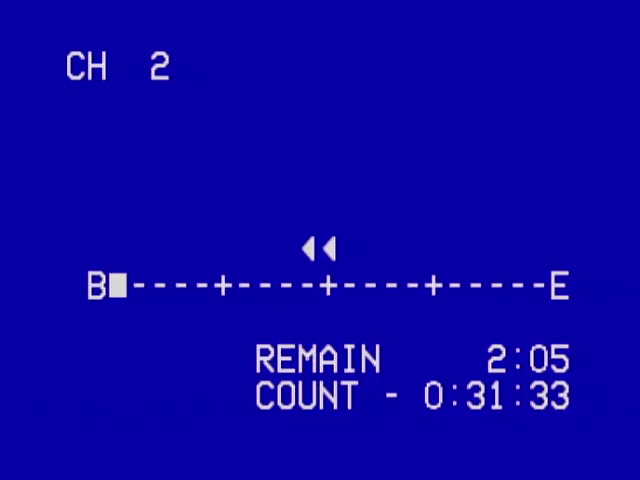 CH 2
B■----+----+----+-----E
REMAIN 2:05
COUNT - 0:31:33